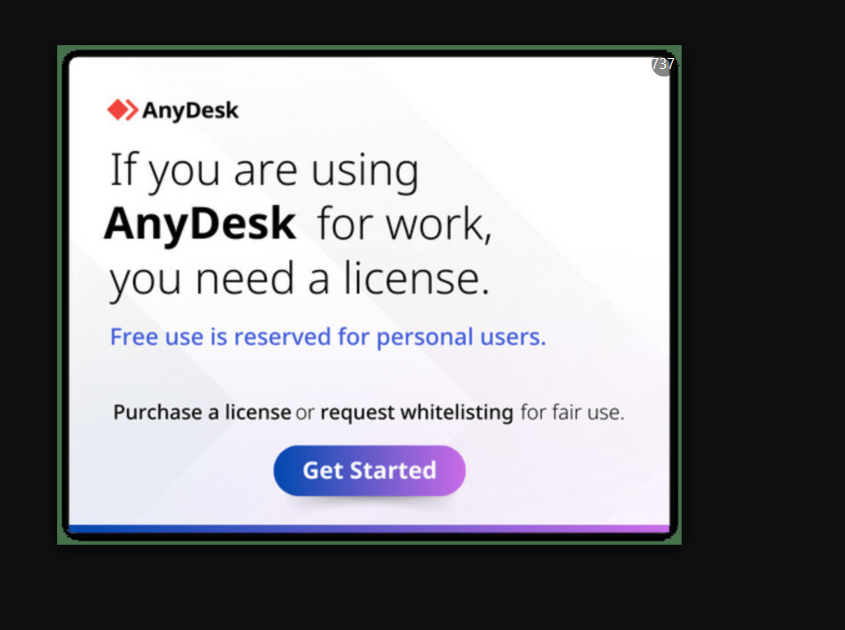 737
AnyDesk
If you are using
AnyDesk for work,
you need a license.
Free use is reserved for personal users.
Purchase a license or request whitelisting for fair use.
Get Started